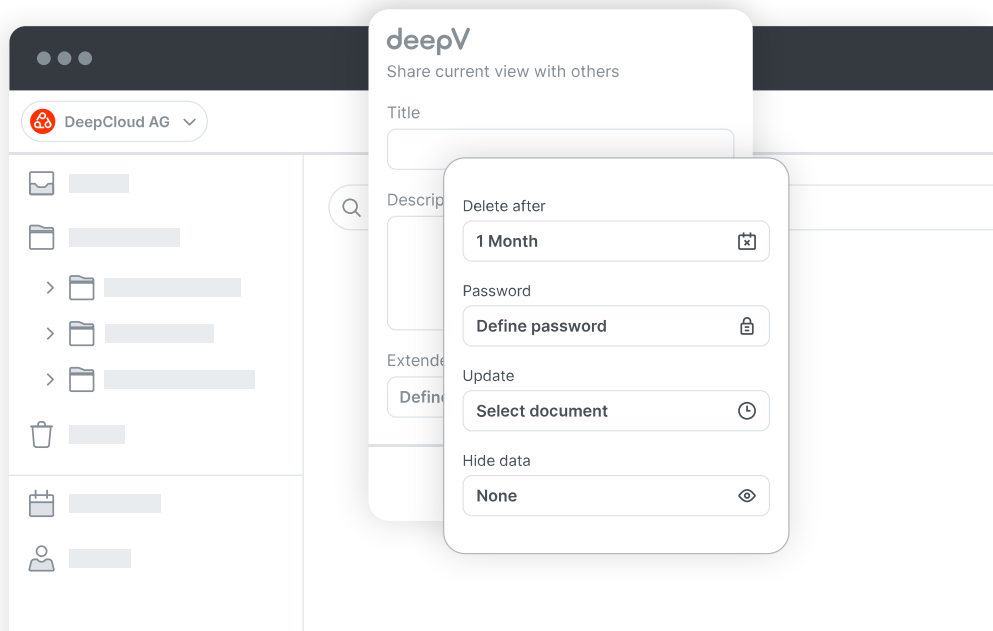 deepV
Share current view with others
DeepCloud AG
Title
Descrip
Delete after
1 Month
Password
Define password
Extende
Update
Defin
Select document
Hide data
None